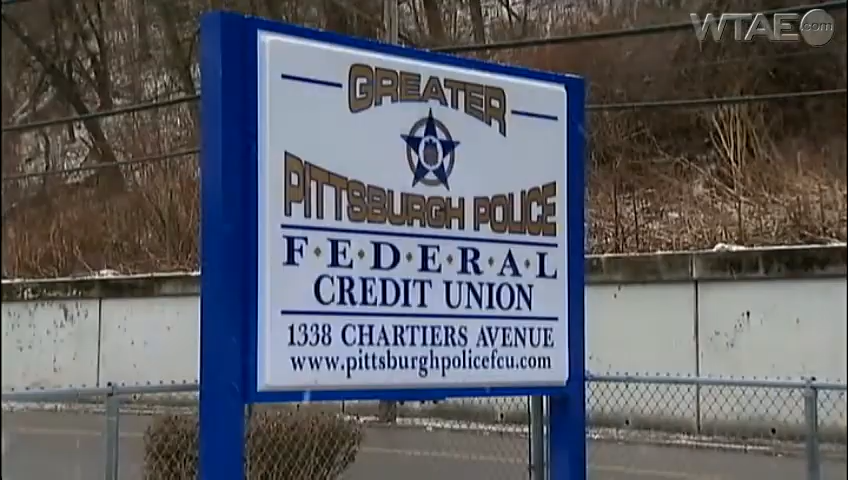 WTAE.com
GREATER
PITTSBURGH POLICE
F·E·D·E·R·A·L
CREDIT UNION
1338 CHARTIERS AVENUE
www.pittsburghpolicefcu.com